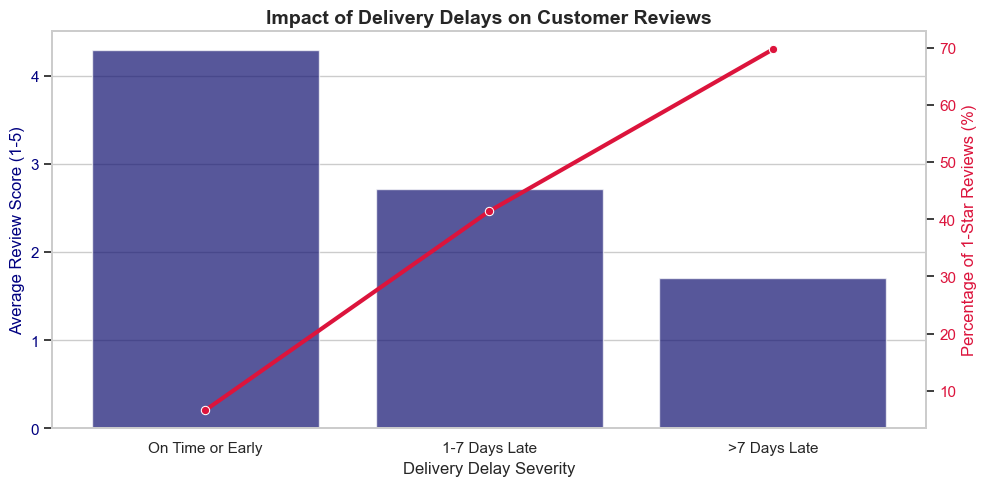 Impact of Delivery Delays on Customer Reviews
Average Review Score (1-5)
4
3
2
1
0
70
60
50
40
30
20
10
Percentage of 1-Star Reviews (%)
On Time or Early
1-7 Days Late
>7 Days Late
Delivery Delay Severity